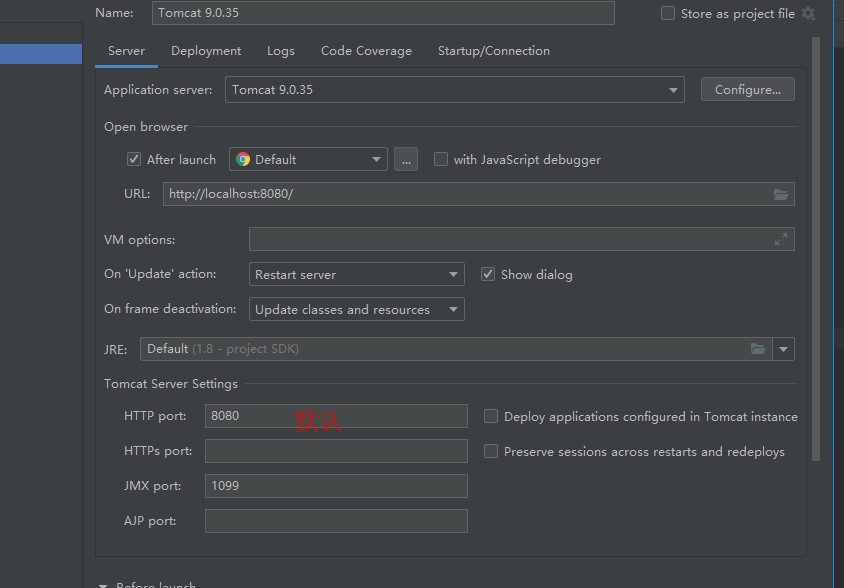 Name: Tomcat 9.0.35 Store as project file
Server Deployment Logs Code Coverage Startup/Connection
Application server: Tomcat 9.0.35 Configure...
Open browser
After launch Default ... with JavaScript debugger
URL: http://localhost:8080/
VM options:
On 'Update' action: Restart server Show dialog
On frame deactivation: Update classes and resources
JRE: Default (1.8 - project SDK)
Tomcat Server Settings
HTTP port: 8080 默认 Deploy applications configured in Tomcat instance
HTTPs port: Preserve sessions across restarts and redeploys
JMX port: 1099
AJP port:
Before launch